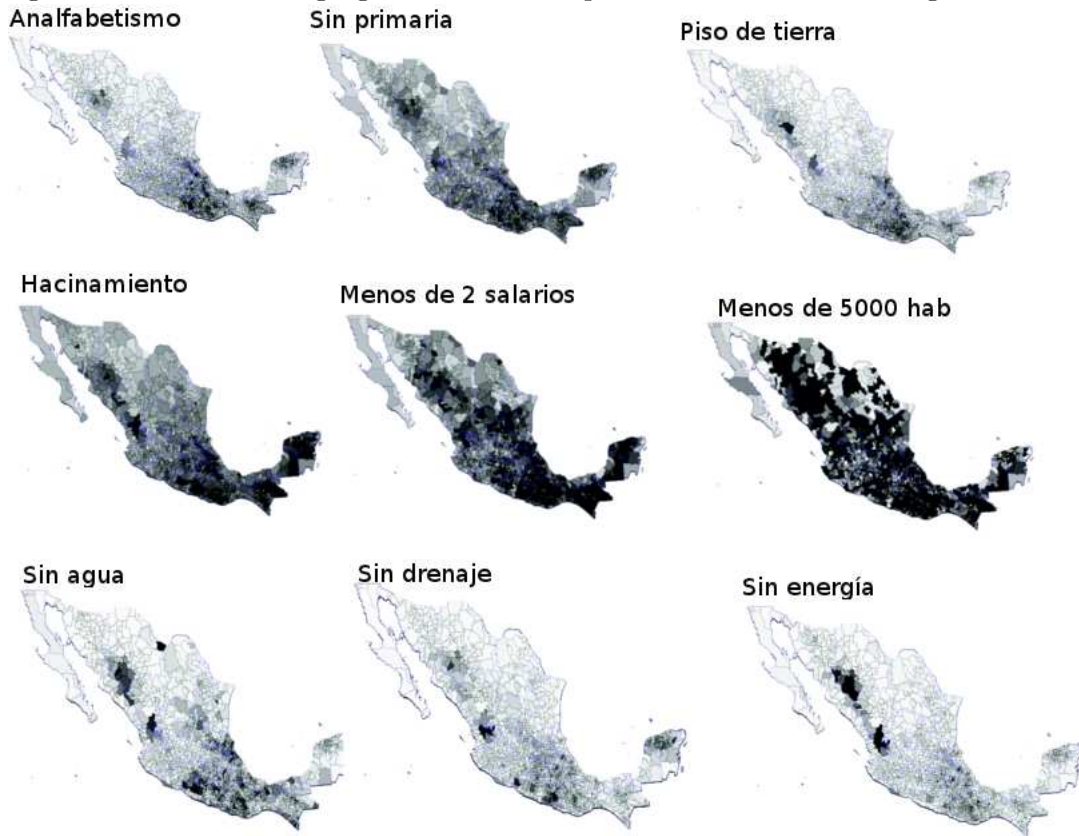 Analfabetismo
Sin primaria
Piso de tierra
Hacinamiento
Menos de 2 salarios
Menos de 5000 hab
Sin agua
Sin drenaje
Sin energía